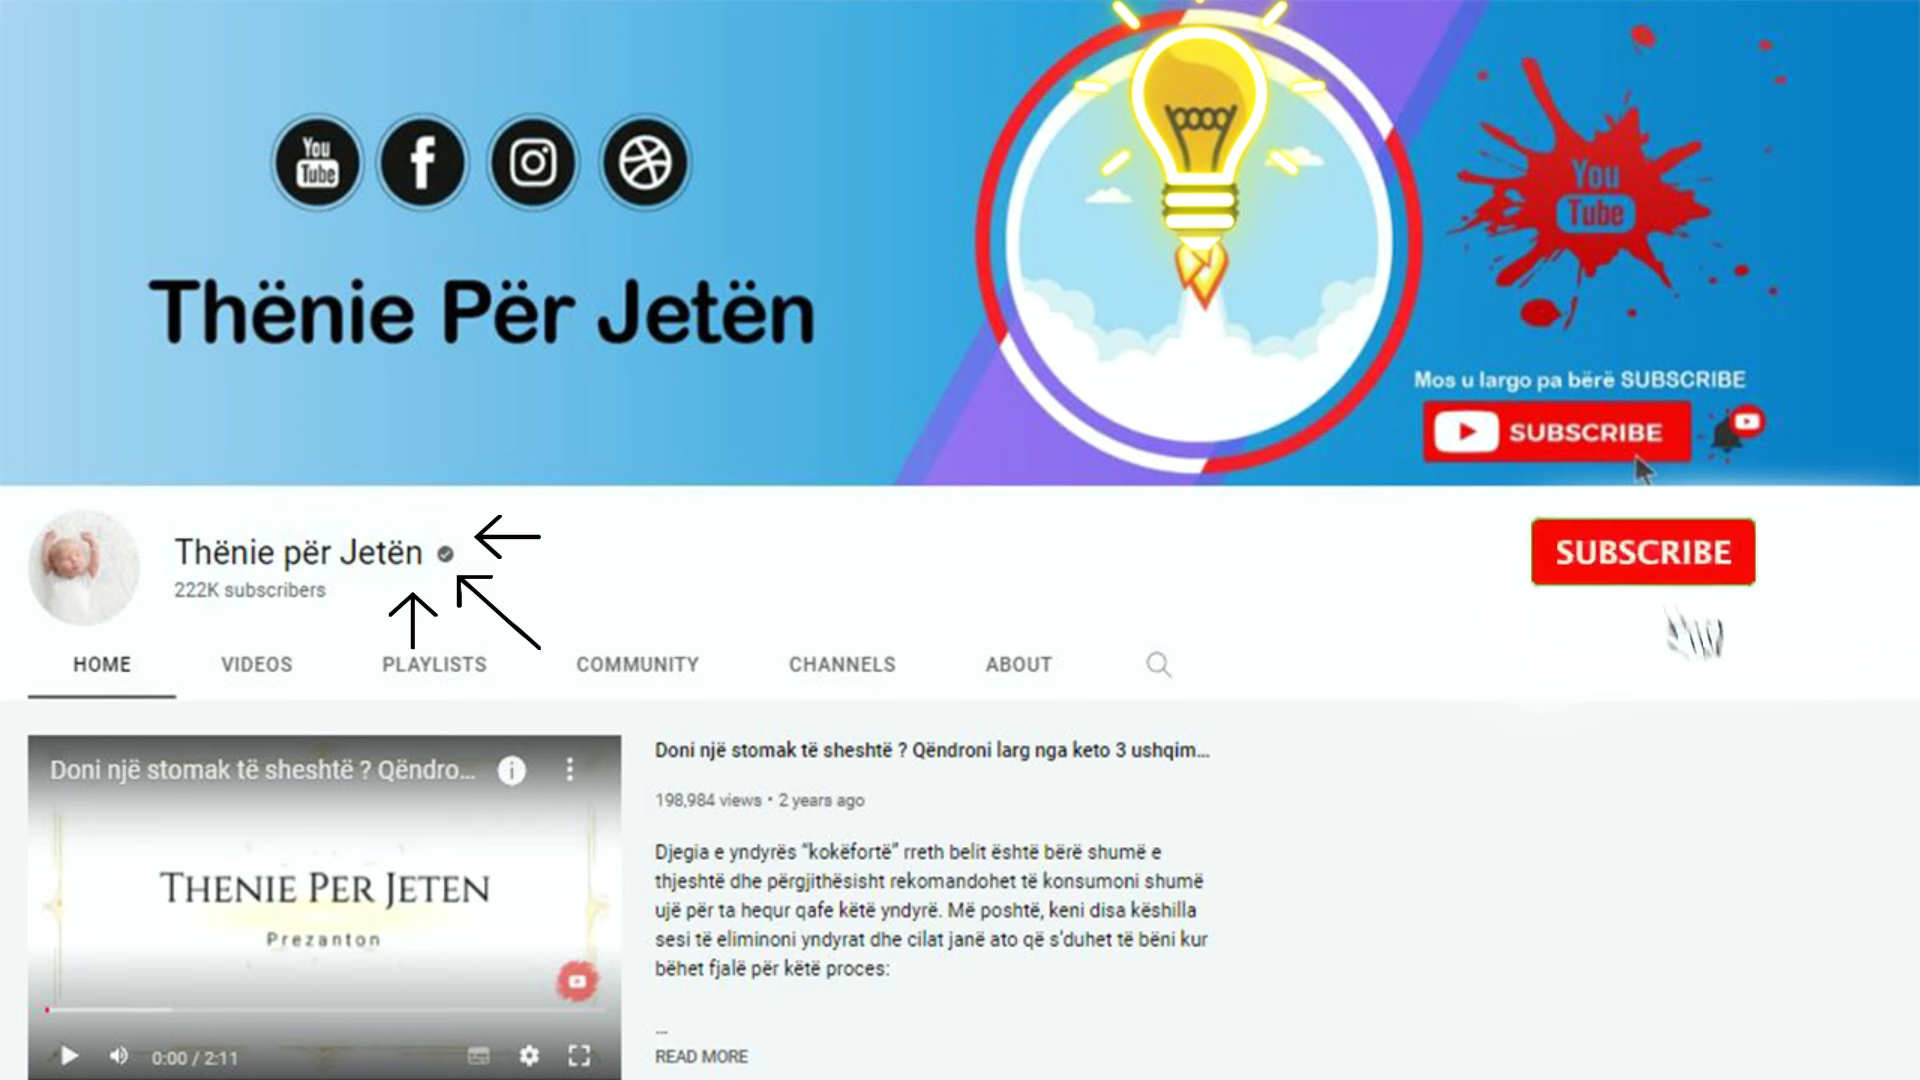 You
Tube
Thënie Për Jetën
You
Tube
Mos u largo pa bërë SUBSCRIBE
SUBSCRIBE
Thënie për Jetën
222K subscribers
SUBSCRIBE
HOME
VIDEOS
PLAYLISTS
COMMUNITY
CHANNELS
ABOUT
Doni një stomak të sheshtë ? Qëndro...
THENIE PER JETEN
Prezanton
0:00 / 2:11
Doni një stomak të sheshtë ? Qëndroni larg nga keto 3 ushqim...
198,984 views • 2 years ago
Djegia e yndyrës “kokëfortë” rreth belit është bërë shumë e
thjeshtë dhe përgjithësisht rekomandohet të konsumoni shumë
ujë për ta hequr qafe këtë yndyrë. Më poshtë, keni disa këshilla
sesi të eliminoni yndyrat dhe cilat janë ato që s'duhet të bëni kur
bëhet fjalë për këtë proces:
...
READ MORE